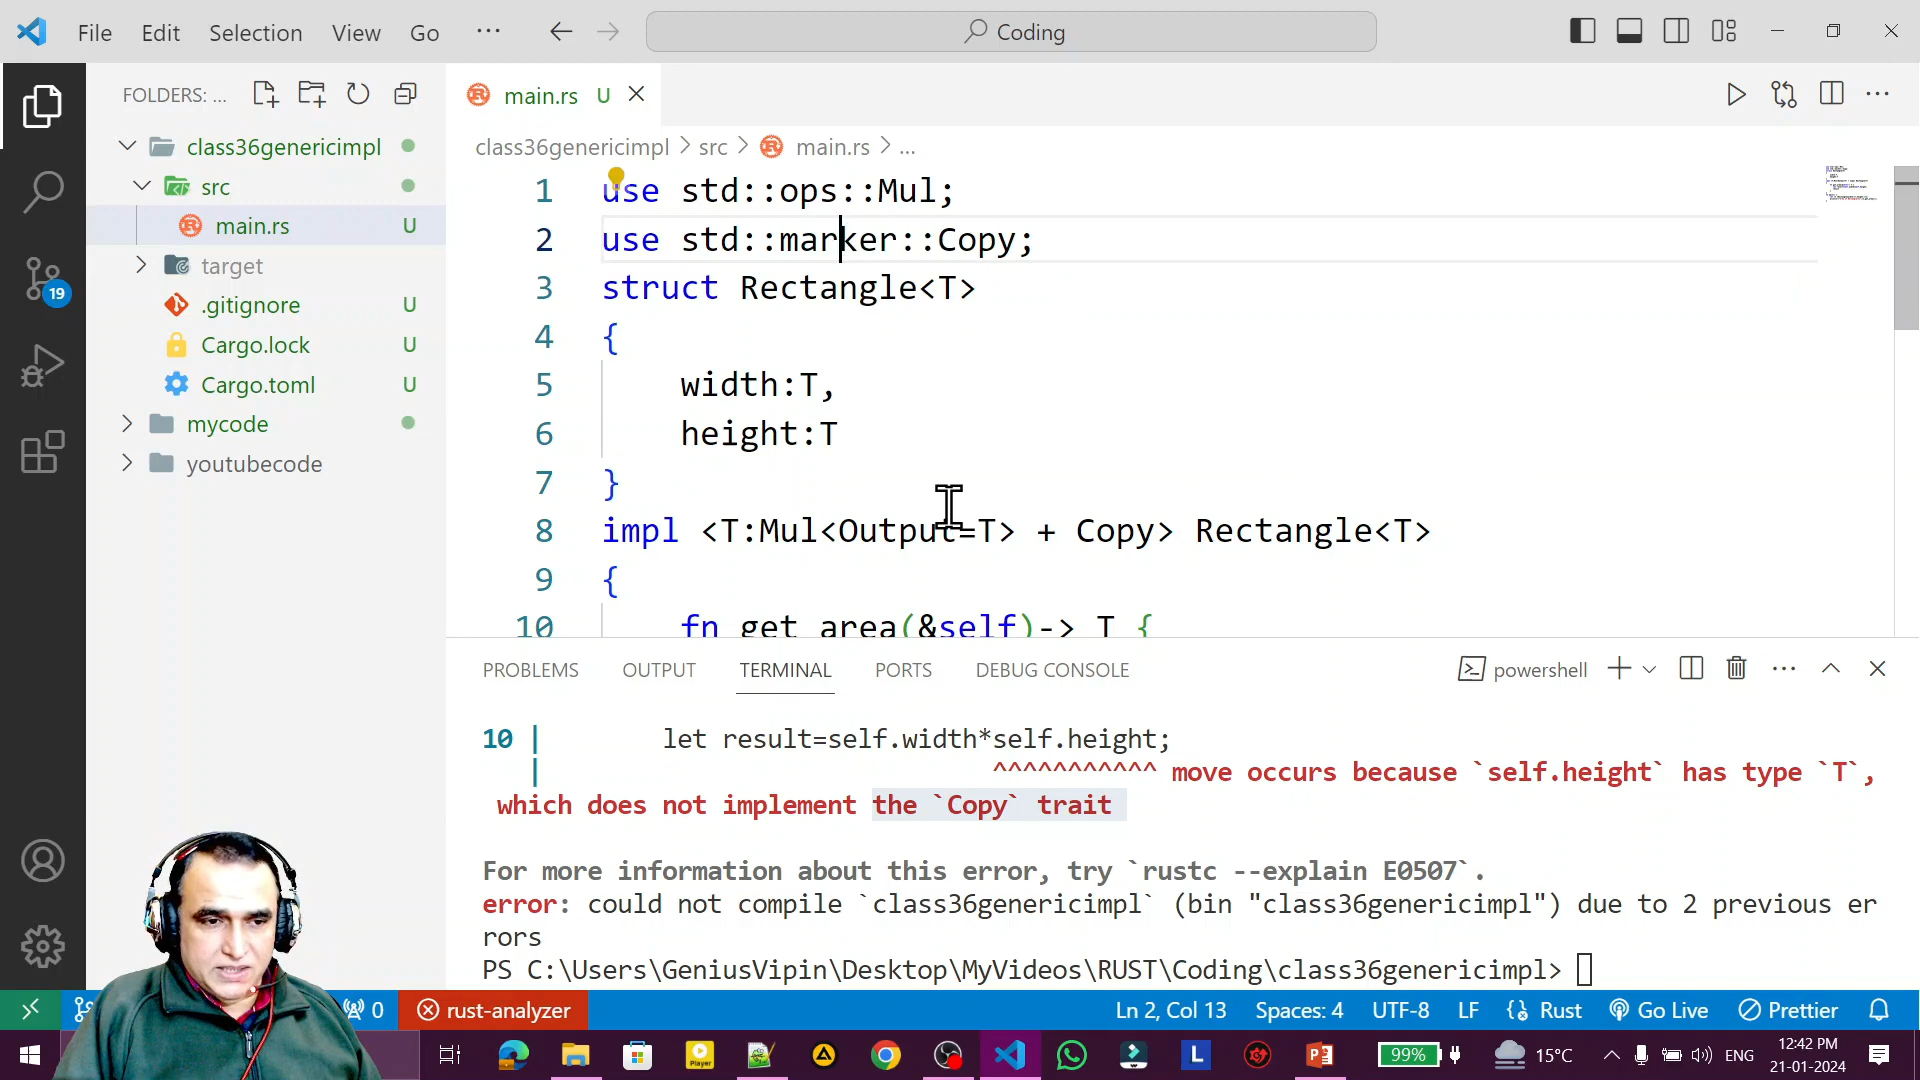 File Edit Selection View Go ··· Coding
FOLDERS: ...
class36genericimpl
src
main.rs U
target
.gitignore U
Cargo.lock U
Cargo.toml U
mycode
youtubecode
19
main.rs U
class36genericimpl > src > main.rs > ...
1 use std::ops::Mul;
2 use std::marker::Copy;
3 struct Rectangle<T>
4 {
5 width:T,
6 height:T
7 }
8 impl <T:Mul<Output=T> + Copy> Rectangle<T>
9 {
10 fn get_area(&self)-> T {
PROBLEMS OUTPUT TERMINAL PORTS DEBUG CONSOLE powershell
10 | let result=self.width*self.height;
| ^^^^^^^^^^^ move occurs because `self.height` has type `T`,
which does not implement the `Copy` trait
For more information about this error, try `rustc --explain E0507`.
error: could not compile `class36genericimpl` (bin "class36genericimpl") due to 2 previous er
rors
PS C:\Users\GeniusVipin\Desktop\MyVideos\RUST\Coding\class36genericimpl>
0 rust-analyzer Ln 2, Col 13 Spaces: 4 UTF-8 LF Rust Go Live Prettier
Player L 99% 15°C ENG 12:42 PM
21-01-2024